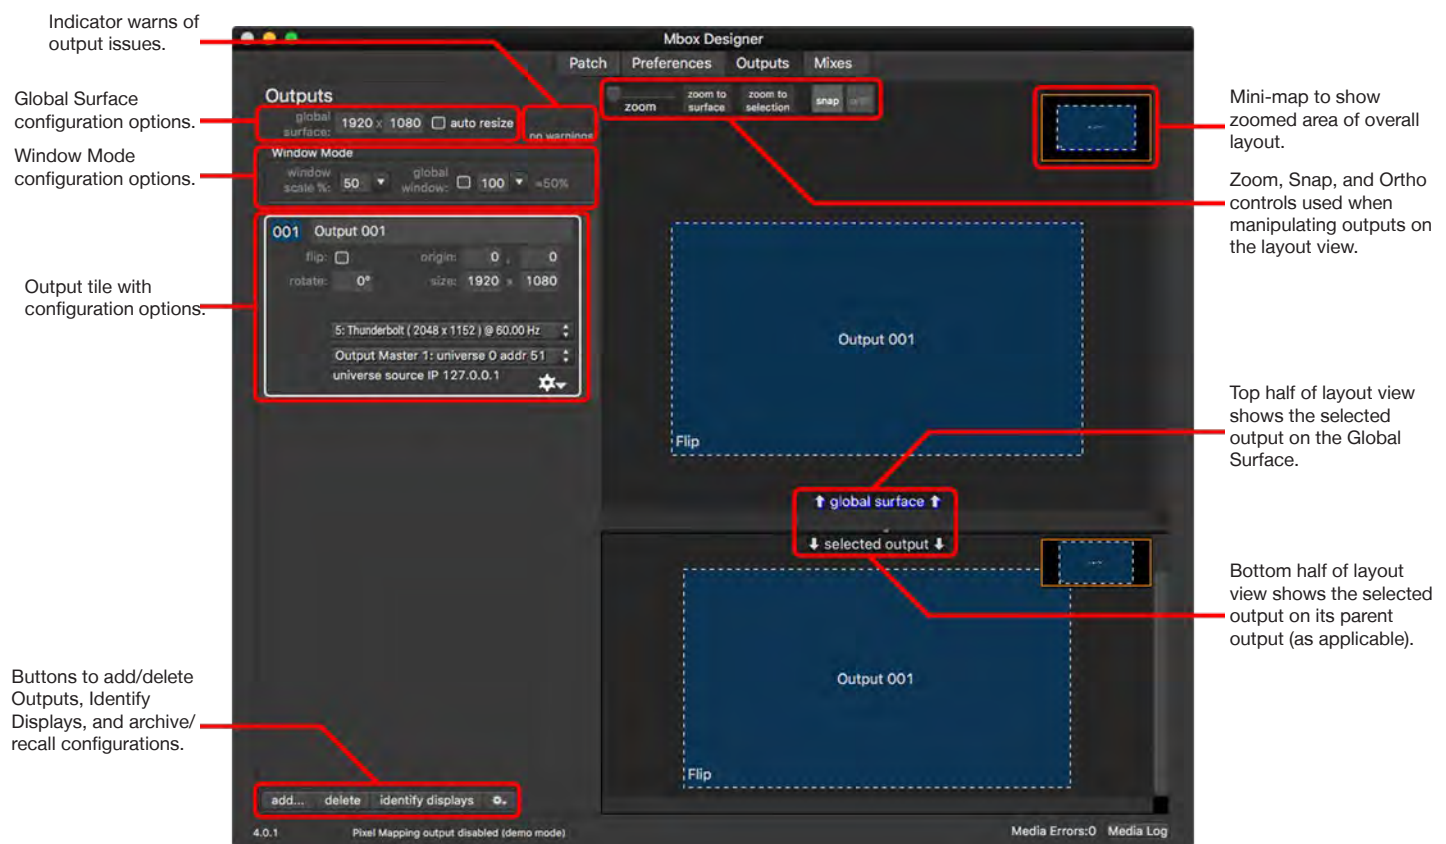 Indicator warns of
output issues.
Global Surface
configuration options.
Window Mode
configuration options.
Output tile with
configuration options.
Buttons to add/delete
Outputs, Identify
Displays, and archive/
recall configurations.
Mbox Designer
Patch Preferences Outputs Mixes
Outputs
global
surface: 1920 x 1080 auto resize
no warnings
zoom
zoom to
surface
zoom to
selection
snap ortho
Window Mode
window
scale %: 50
global
window: 100 =50%
001 Output 001
flip: origin: 0 , 0
rotate: 0° size: 1920 x 1080
5: Thunderbolt ( 2048 x 1152 ) @ 60.00 Hz
Output Master 1: universe 0 addr 51
universe source IP 127.0.0.1
Output 001
Flip
⬆ global surface ⬆
⬇ selected output ⬇
Output 001
Flip
add... delete identify displays
4.0.1 Pixel Mapping output disabled (demo mode) Media Errors:0 Media Log
Mini-map to show
zoomed area of overall
layout.
Zoom, Snap, and Ortho
controls used when
manipulating outputs on
the layout view.
Top half of layout view
shows the selected
output on the Global
Surface.
Bottom half of layout
view shows the selected
output on its parent
output (as applicable).